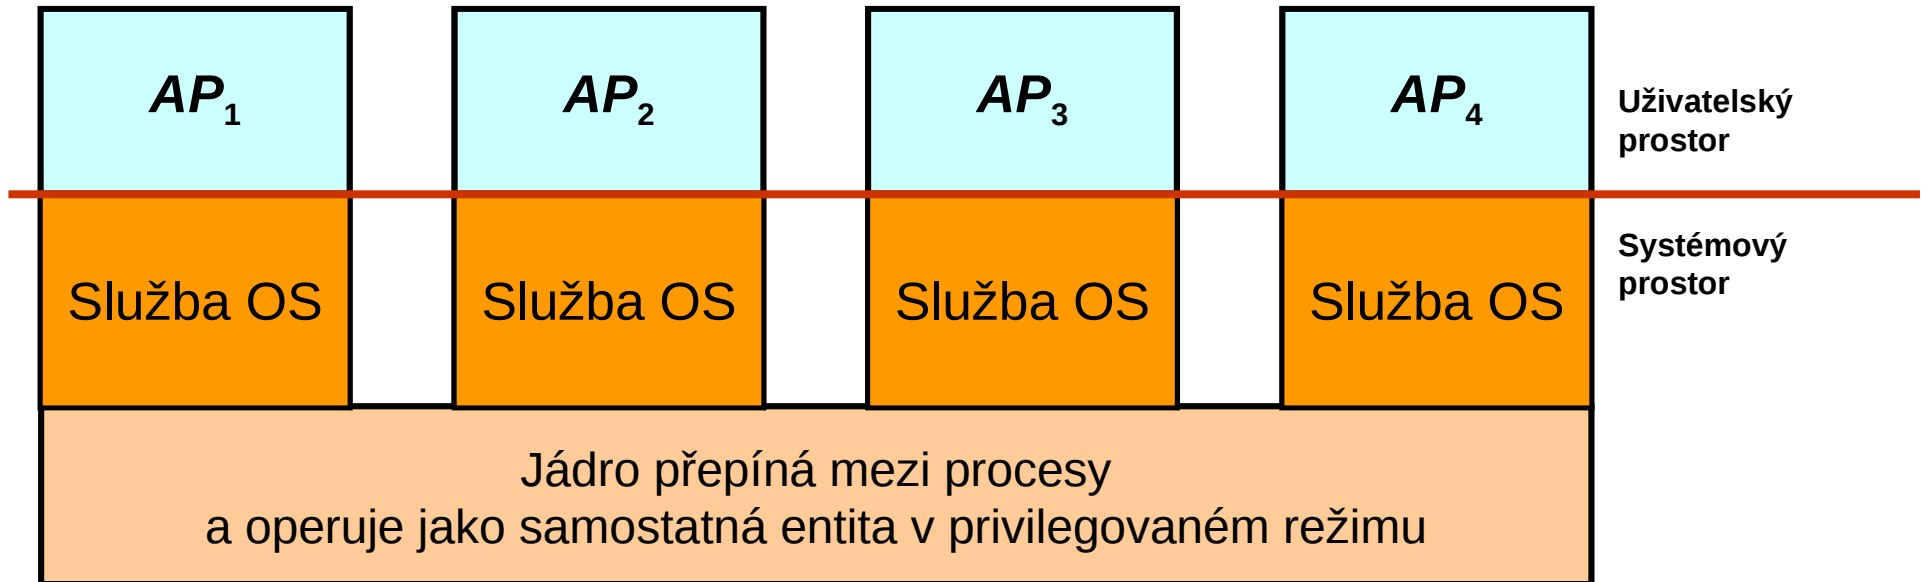 AP1
AP2
AP3
AP4
Uživatelský
prostor
Služba OS
Služba OS
Služba OS
Služba OS
Systémový
prostor
Jádro přepíná mezi procesy
a operuje jako samostatná entita v privilegovaném režimu